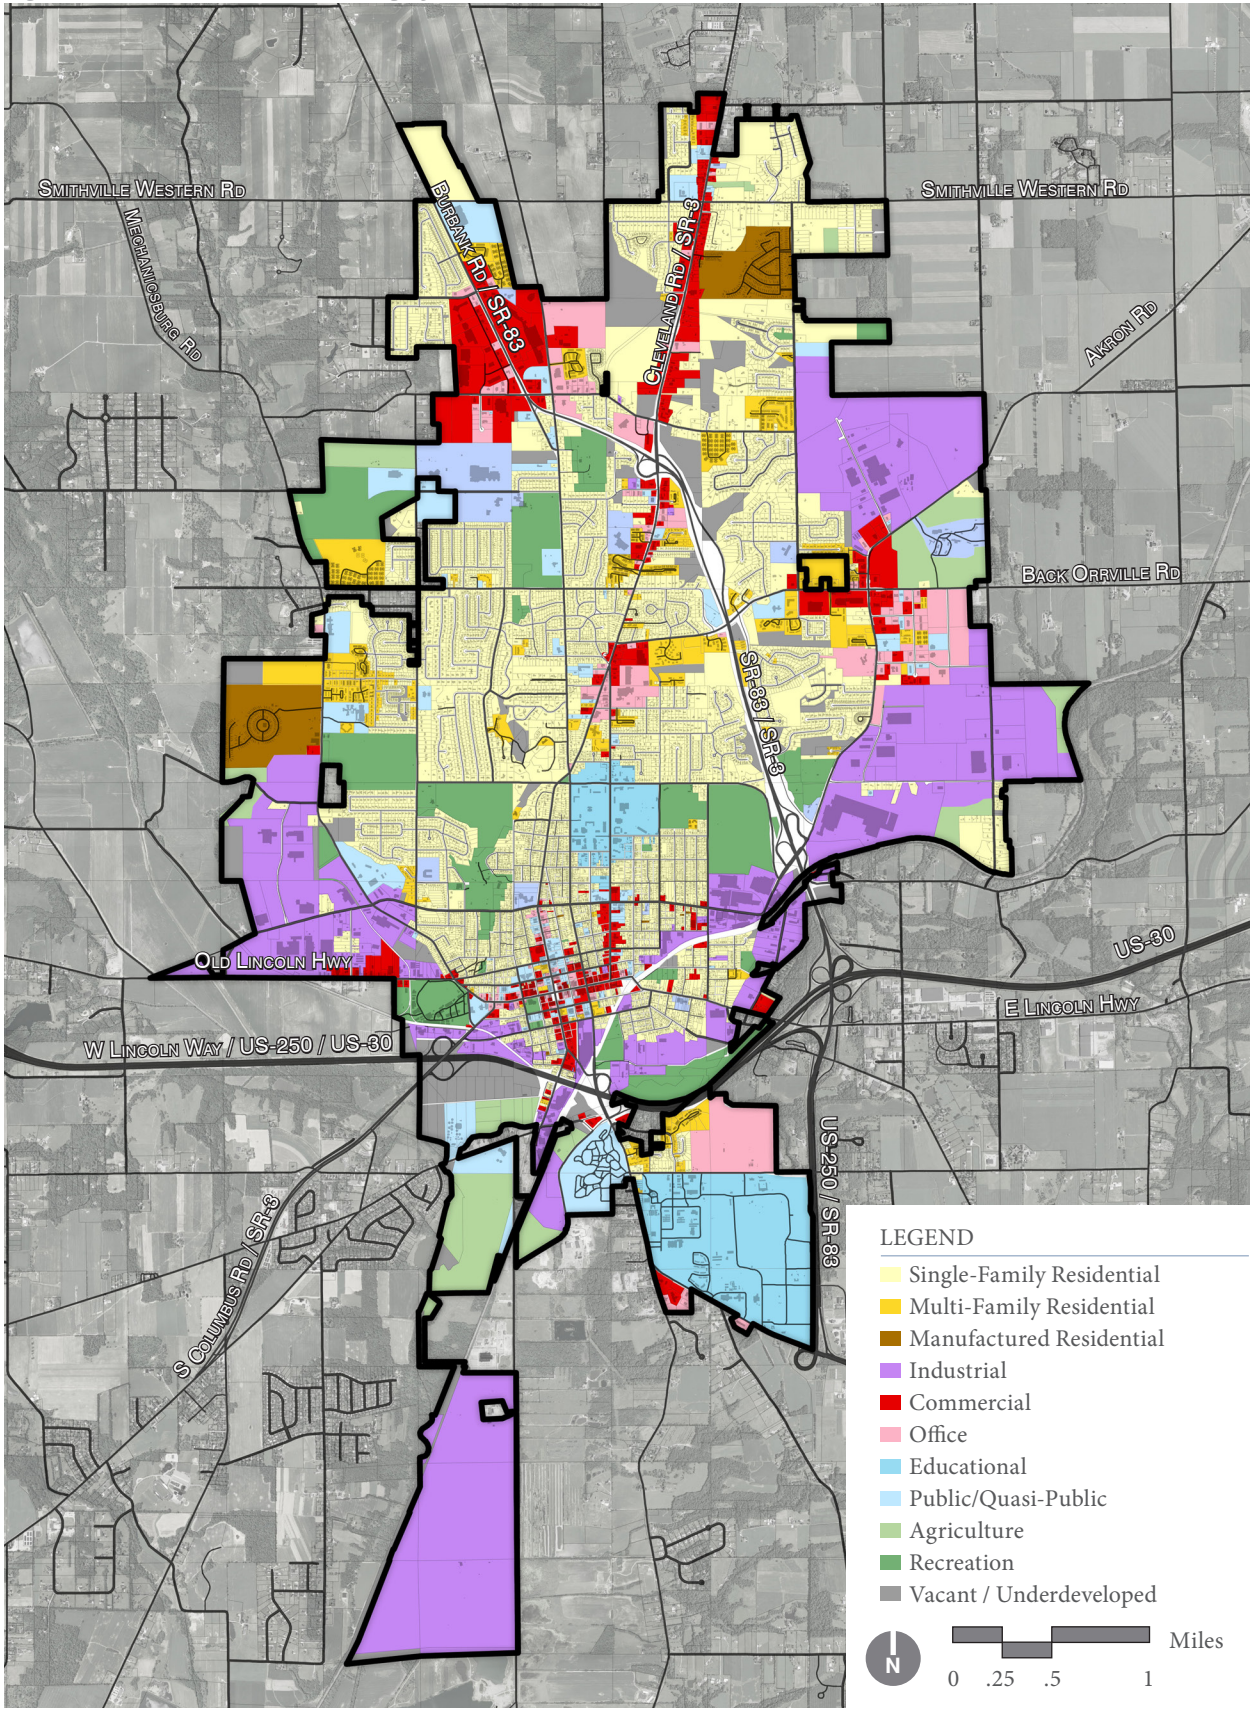 Smithville Western Rd
Smithville Western Rd
Mechanicsburg Rd
Burbank Rd / SR-83
Cleveland Rd / SR-3
Akron Rd
Back Orrville Rd
SR-83 / SR-3
Old Lincoln Hwy
US-30
E Lincoln Hwy
W Lincoln Way / US-250 / US-30
US-250 / SR-83
S Columbus Rd / SR-3
LEGEND
Single-Family Residential
Multi-Family Residential
Manufactured Residential
Industrial
Commercial
Office
Educational
Public/Quasi-Public
Agriculture
Recreation
Vacant / Underdeveloped
N
Miles
0 .25 .5 1